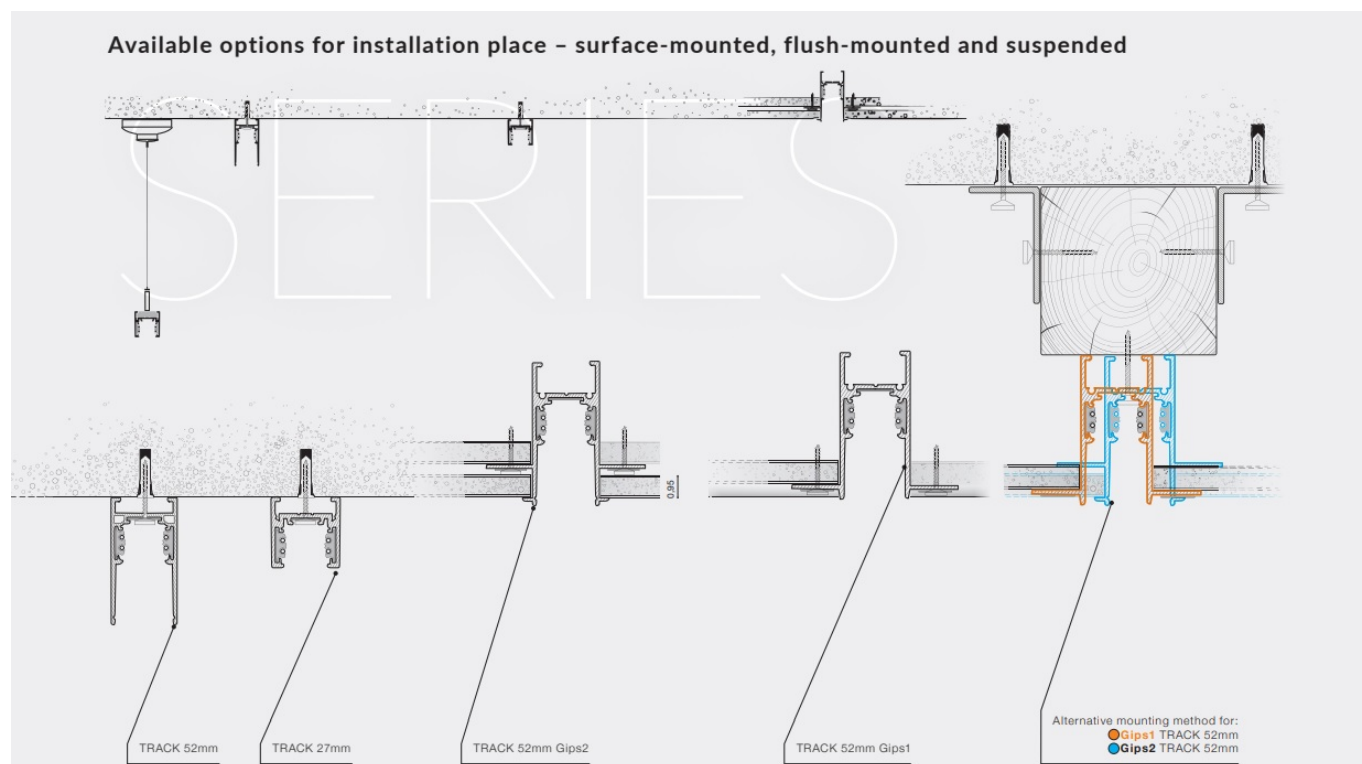 Available options for installation place – surface-mounted, flush-mounted and suspended
SERIES
0.95
TRACK 52mm
TRACK 27mm
TRACK 52mm Gips2
TRACK 52mm Gips1
Alternative mounting method for:
Gips1 TRACK 52mm
Gips2 TRACK 52mm